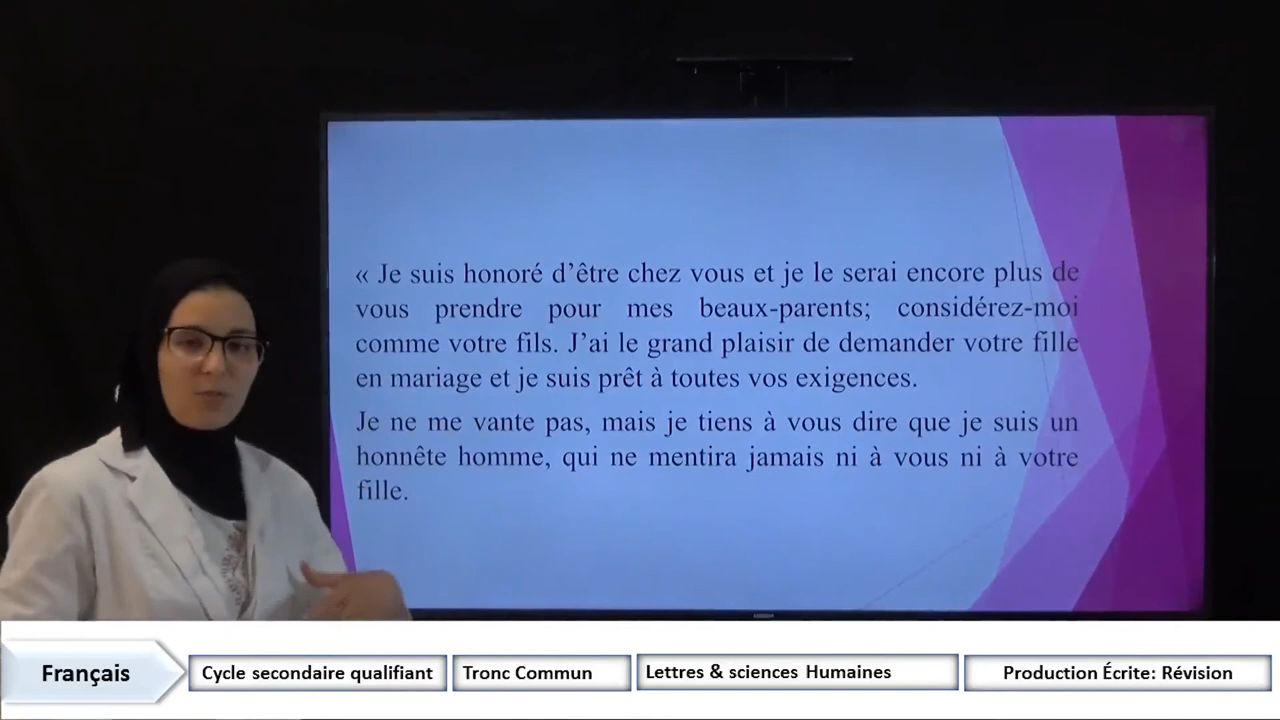 « Je suis honoré d’être chez vous et je le serai encore plus de
vous prendre pour mes beaux-parents; considérez-moi
comme votre fils. J’ai le grand plaisir de demander votre fille
en mariage et je suis prêt à toutes vos exigences.
Je ne me vante pas, mais je tiens à vous dire que je suis un
honnête homme, qui ne mentira jamais ni à vous ni à votre
fille.
Français
Cycle secondaire qualifiant
Tronc Commun
Lettres & sciences Humaines
Production Écrite: Révision